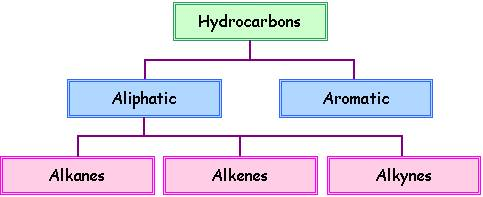 Hydrocarbons
Aliphatic
Aromatic
Alkanes
Alkenes
Alkynes